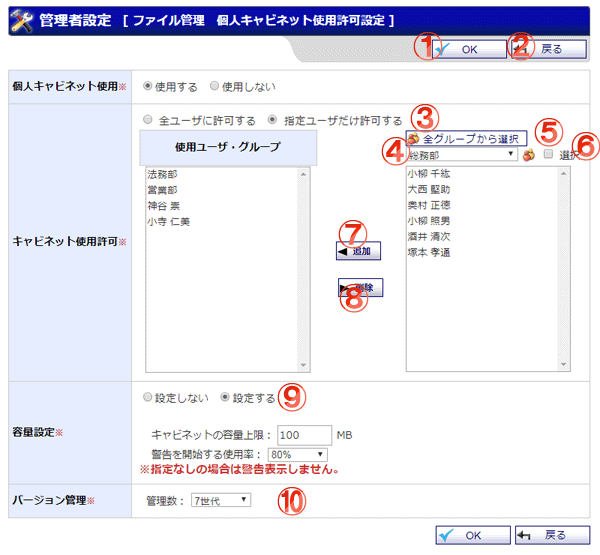 管理者設定 [ ファイル管理 個人キャビネット使用許可設定 ]
① OK ② 戻る
個人キャビネット使用※ 使用する 使用しない
全ユーザに許可する 指定ユーザだけ許可する ③
全グループから選択 ⑤
使用ユーザ・グループ ④ 総務部 選択 ⑥
法務部
営業部
神谷 崇
小寺 仁美
小柳 千紘
大西 堅助
奥村 正徳
小柳 照男
酒井 清次
塚本 孝通
キャビネット使用許可※
⑦
追加
削除
⑧
設定しない 設定する ⑨
容量設定※
キャビネットの容量上限： 100 MB
警告を開始する使用率： 80%
※指定なしの場合は警告表示しません。
バージョン管理※ 管理数： 7世代 ⑩
OK 戻る